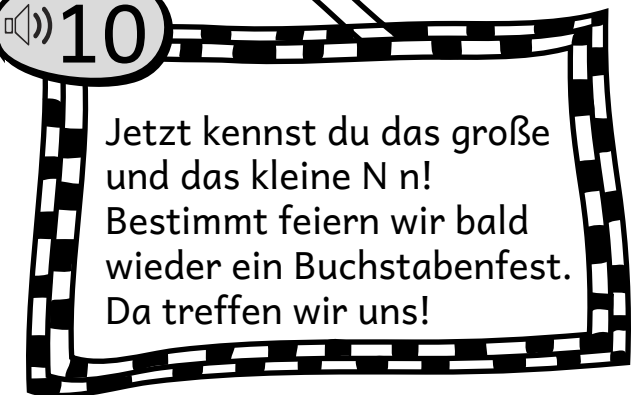 10
Jetzt kennst du das große
und das kleine N n!
Bestimmt feiern wir bald
wieder ein Buchstabenfest.
Da treffen wir uns!